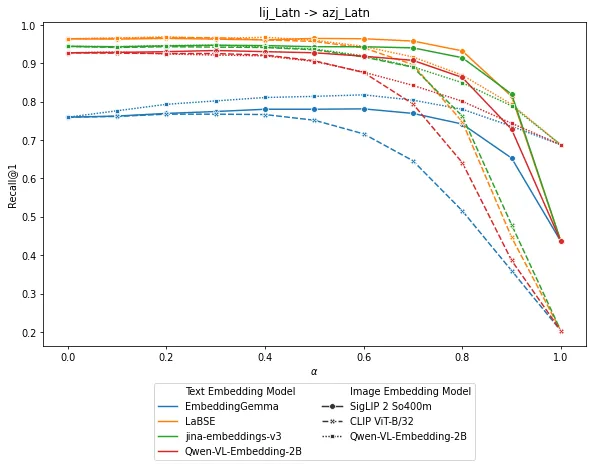 lij_Latn -> azj_Latn
Recall@1
1.0
0.9
0.8
0.7
0.6
0.5
0.4
0.3
0.2
0.0 0.2 0.4 0.6 0.8 1.0
α
Text Embedding Model Image Embedding Model
EmbeddingGemma SigLIP 2 So400m
LaBSE CLIP ViT-B/32
jina-embeddings-v3 Qwen-VL-Embedding-2B
Qwen-VL-Embedding-2B